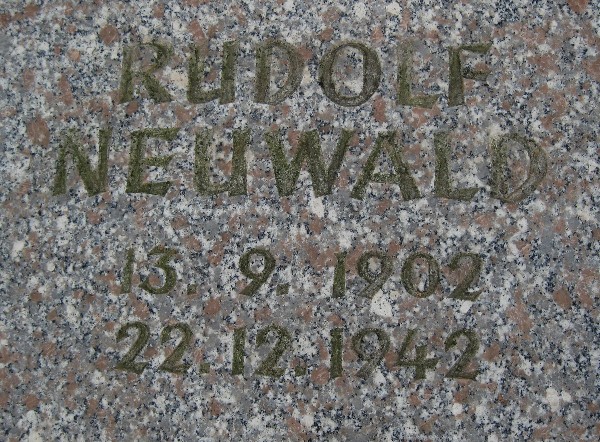 RUDOLF
NEUWALD
13. 9. 1902
22.12.1942